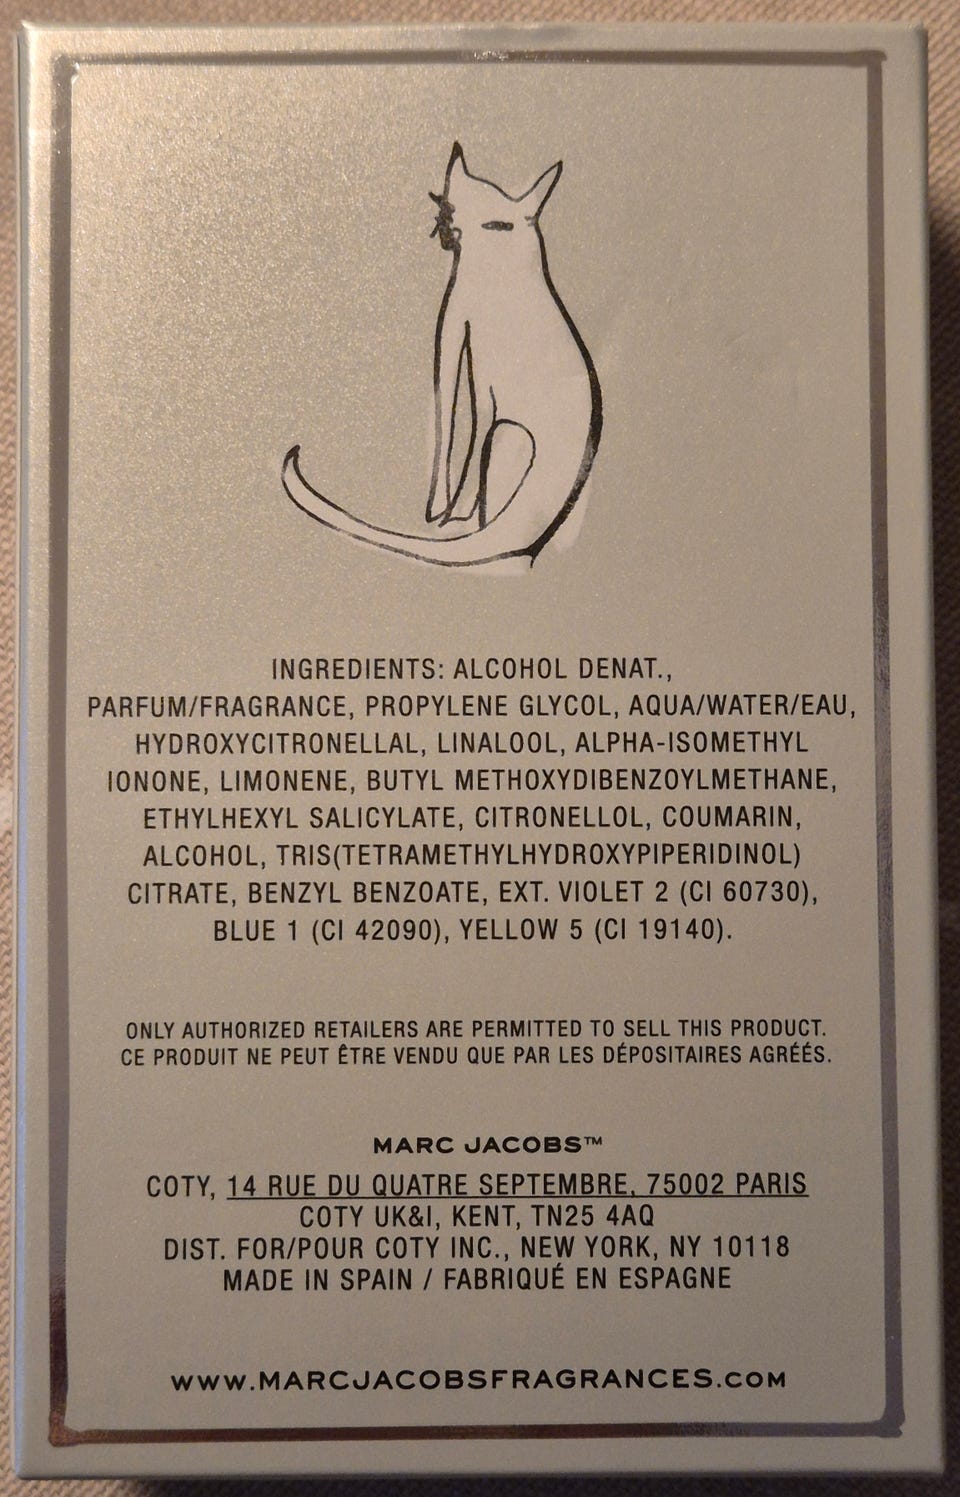 INGREDIENTS: ALCOHOL DENAT.,
PARFUM/FRAGRANCE, PROPYLENE GLYCOL, AQUA/WATER/EAU,
HYDROXYCITRONELLAL, LINALOOL, ALPHA-ISOMETHYL
IONONE, LIMONENE, BUTYL METHOXYDIBENZOYLMETHANE,
ETHYLHEXYL SALICYLATE, CITRONELLOL, COUMARIN,
ALCOHOL, TRIS(TETRAMETHYLHYDROXYPIPERIDINOL)
CITRATE, BENZYL BENZOATE, EXT. VIOLET 2 (CI 60730),
BLUE 1 (CI 42090), YELLOW 5 (CI 19140).
ONLY AUTHORIZED RETAILERS ARE PERMITTED TO SELL THIS PRODUCT.
CE PRODUIT NE PEUT ÊTRE VENDU QUE PAR LES DÉPOSITAIRES AGRÉÉS.
MARC JACOBS™
COTY, 14 RUE DU QUATRE SEPTEMBRE, 75002 PARIS
COTY UK&I, KENT, TN25 4AQ
DIST. FOR/POUR COTY INC., NEW YORK, NY 10118
MADE IN SPAIN / FABRIQUÉ EN ESPAGNE
WWW.MARCJACOBSFRAGRANCES.COM